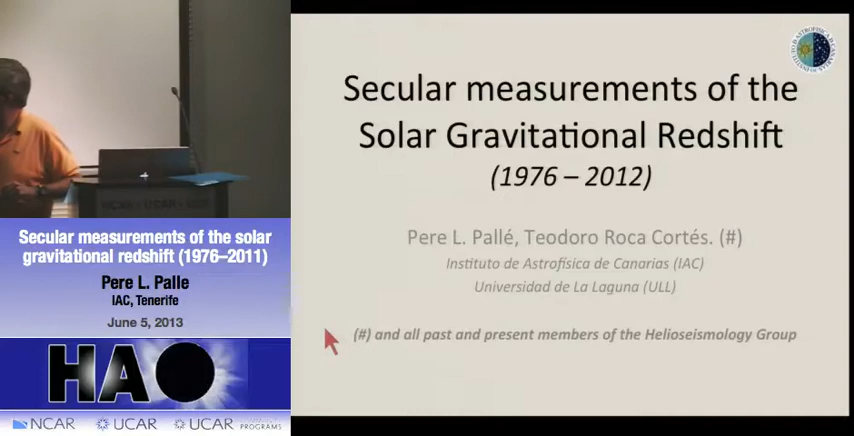 Secular measurements of the
Solar Gravitational Redshift
(1976 – 2012)
Pere L. Pallé, Teodoro Roca Cortés. (#)
Instituto de Astrofísica de Canarias (IAC)
Universidad de La Laguna (ULL)
(#) and all past and present members of the Helioseismology Group
Secular measurements of the solar
gravitational redshift (1976–2011)
Pere L. Palle
IAC, Tenerife
June 5, 2013
HAO
NCAR
UCAR
UCAR
PROGRAMS